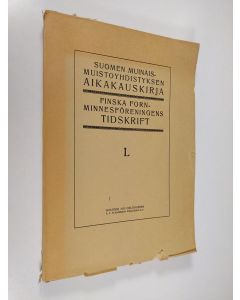 SUOMEN MUINAIS-
MUISTOYHDISTYKSEN
AIKAKAUSKIRJA
FINSKA FORN-
MINNESFÖRENINGENS
TIDSKRIFT
L